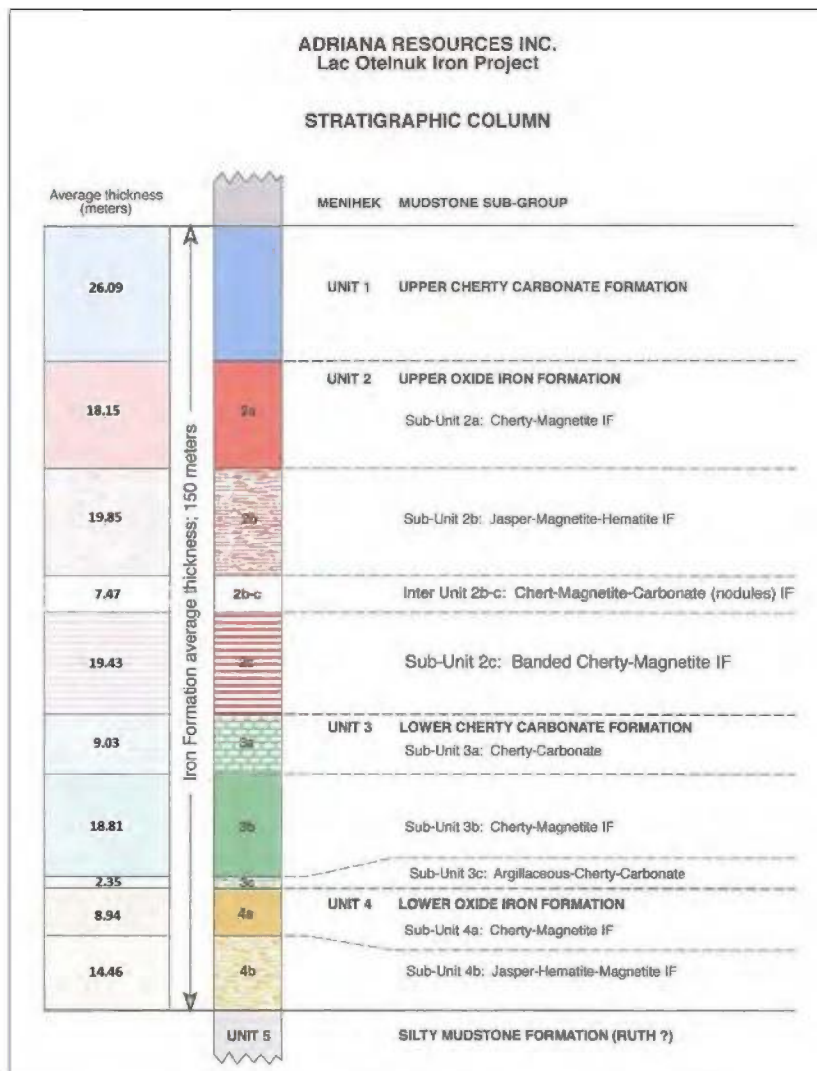 ADRIANA RESOURCES INC.
Lac Otelnuk Iron Project
STRATIGRAPHIC COLUMN
Average thickness
(meters)
MENIHEK MUDSTONE SUB-GROUP
Iron Formation average thickness; 150 meters
26.09
UNIT 1 UPPER CHERTY CARBONATE FORMATION
UNIT 2 UPPER OXIDE IRON FORMATION
18.15 2a Sub-Unit 2a: Cherty-Magnetite IF
19.85 2b Sub-Unit 2b: Jasper-Magnetite-Hematite IF
7.47 2b-c Inter Unit 2b-c: Chert-Magnetite-Carbonate (nodules) IF
19.43 2c Sub-Unit 2c: Banded Cherty-Magnetite IF
UNIT 3 LOWER CHERTY CARBONATE FORMATION
9.03 3a Sub-Unit 3a: Cherty-Carbonate
18.81 3b Sub-Unit 3b: Cherty-Magnetite IF
2.35 3c Sub-Unit 3c: Argillaceous-Cherty-Carbonate
UNIT 4 LOWER OXIDE IRON FORMATION
8.94 4a Sub-Unit 4a: Cherty-Magnetite IF
14.46 4b Sub-Unit 4b: Jasper-Hematite-Magnetite IF
UNIT 5 SILTY MUDSTONE FORMATION (RUTH ?)